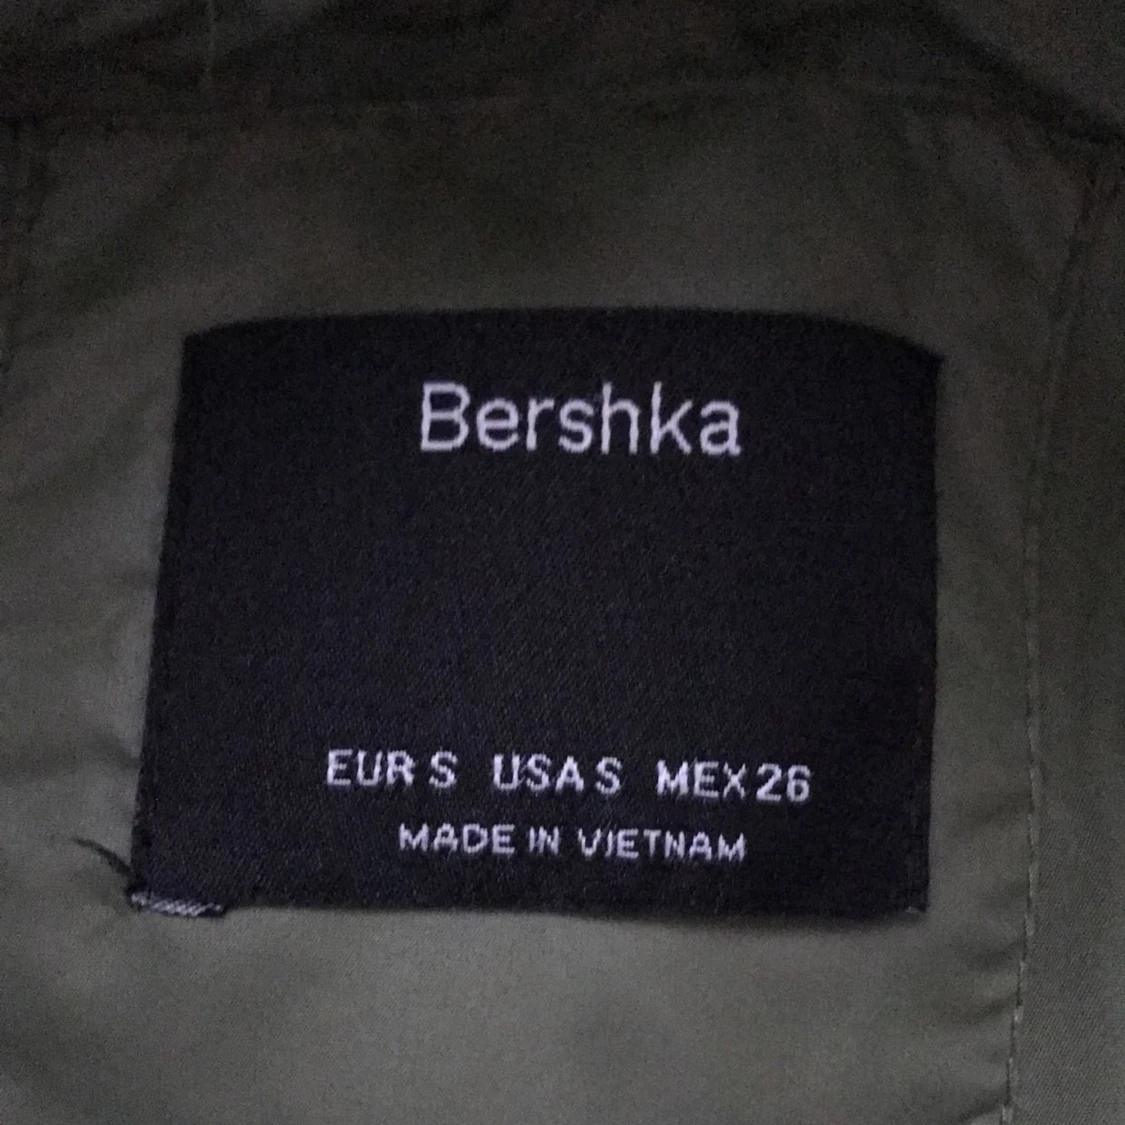 Bershka
EUR S USA S MEX 26
MADE IN VIETNAM